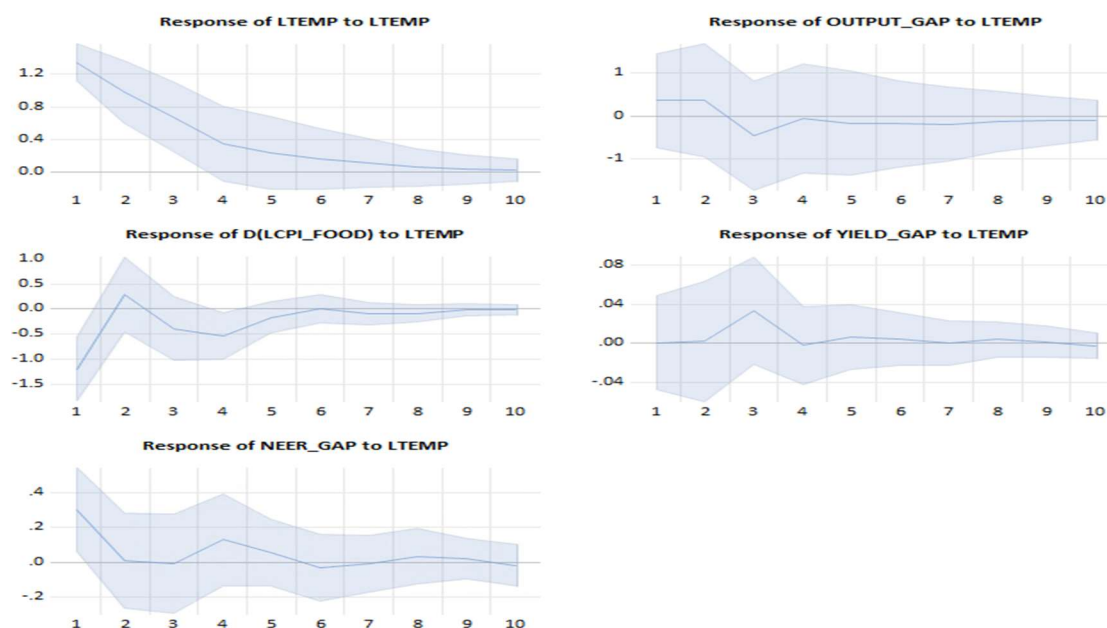 Response of LTEMP to LTEMP
1.2
0.8
0.4
0.0
1 2 3 4 5 6 7 8 9 10
Response of OUTPUT_GAP to LTEMP
1
0
-1
1 2 3 4 5 6 7 8 9 10
Response of D(LCPI_FOOD) to LTEMP
1.0
0.5
0.0
-0.5
-1.0
-1.5
1 2 3 4 5 6 7 8 9 10
Response of YIELD_GAP to LTEMP
.08
.04
.00
-.04
1 2 3 4 5 6 7 8 9 10
Response of NEER_GAP to LTEMP
.4
.2
.0
-.2
1 2 3 4 5 6 7 8 9 10